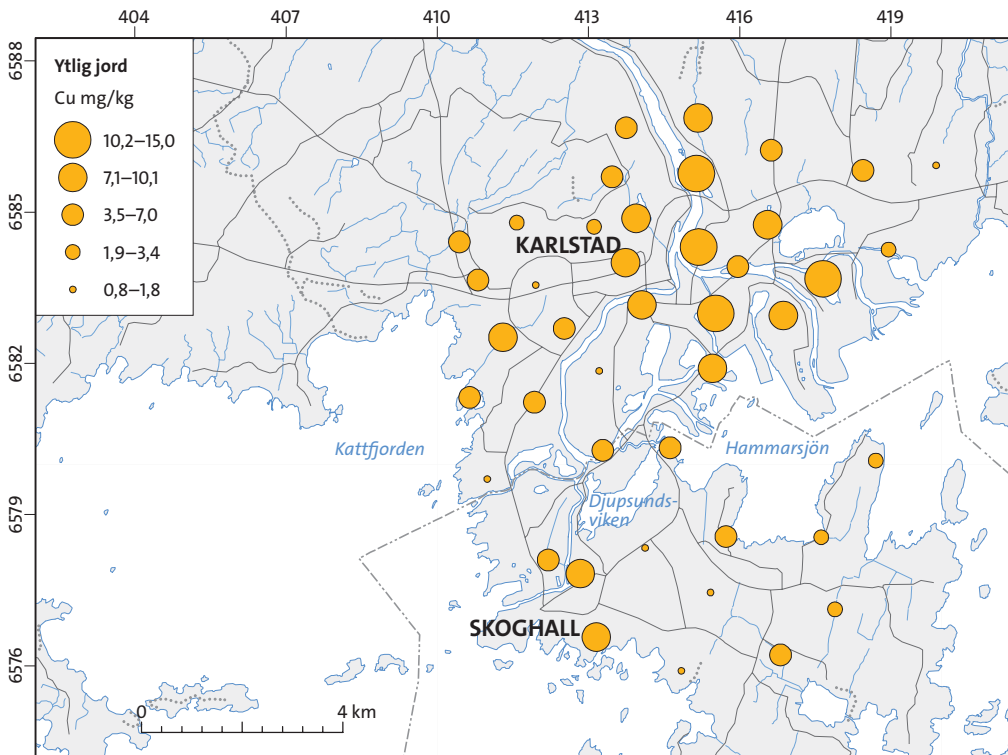 404 407 410 413 416 419
6588
6585
6582
6579
6576
Ytlig jord
Cu mg/kg
10,2–15,0
7,1–10,1
3,5–7,0
1,9–3,4
0,8–1,8
KARLSTAD
Kattfjorden
Hammarsjön
Djupsunds-
viken
SKOGHALL
0 4 km